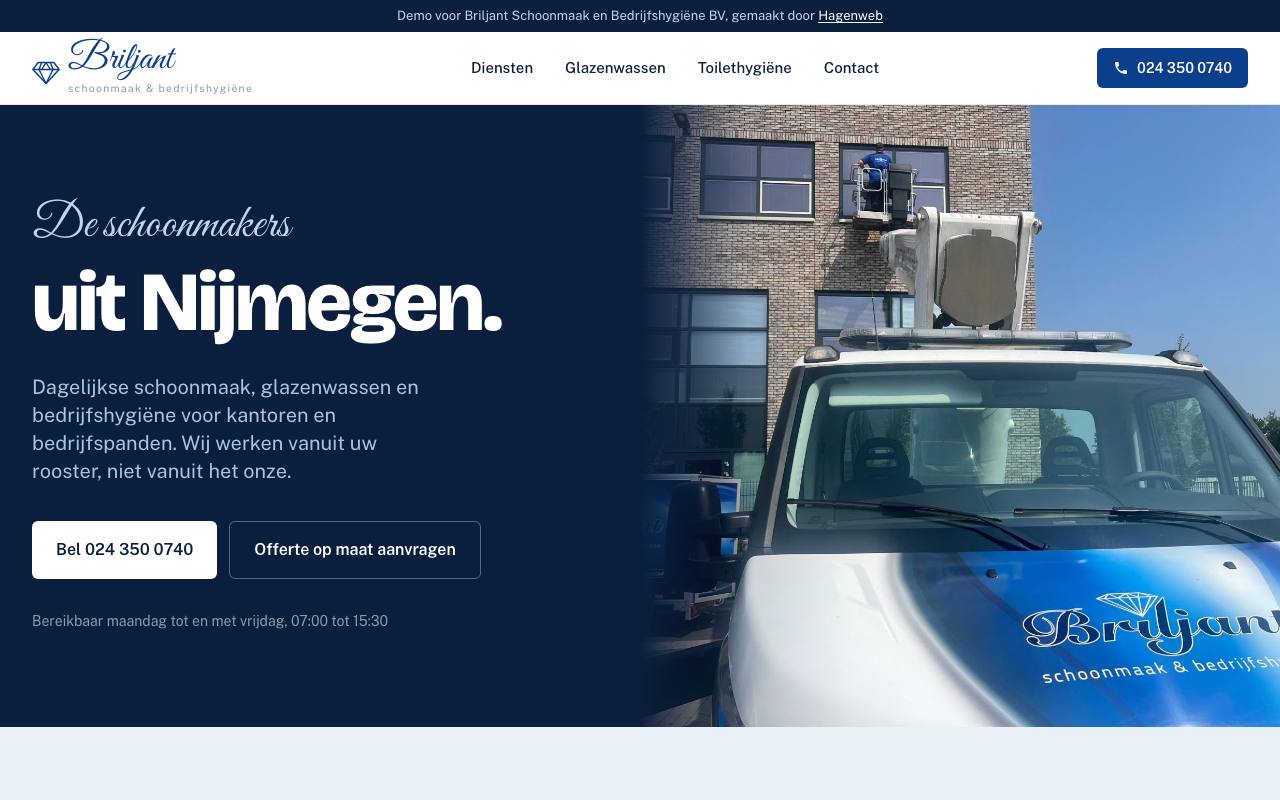 Demo voor Briljant Schoonmaak en Bedrijfshygiëne BV, gemaakt door Hagenweb
Briljant
schoonmaak & bedrijfshygiëne
Diensten
Glazenwassen
Toilethygiëne
Contact
024 350 0740
De schoonmakers
uit Nijmegen.
Dagelijkse schoonmaak, glazenwassen en
bedrijfshygiëne voor kantoren en
bedrijfspanden. Wij werken vanuit uw
rooster, niet vanuit het onze.
Bel 024 350 0740
Offerte op maat aanvragen
Bereikbaar maandag tot en met vrijdag, 07:00 tot 15:30
Briljant
schoonmaak & bedrijfsh